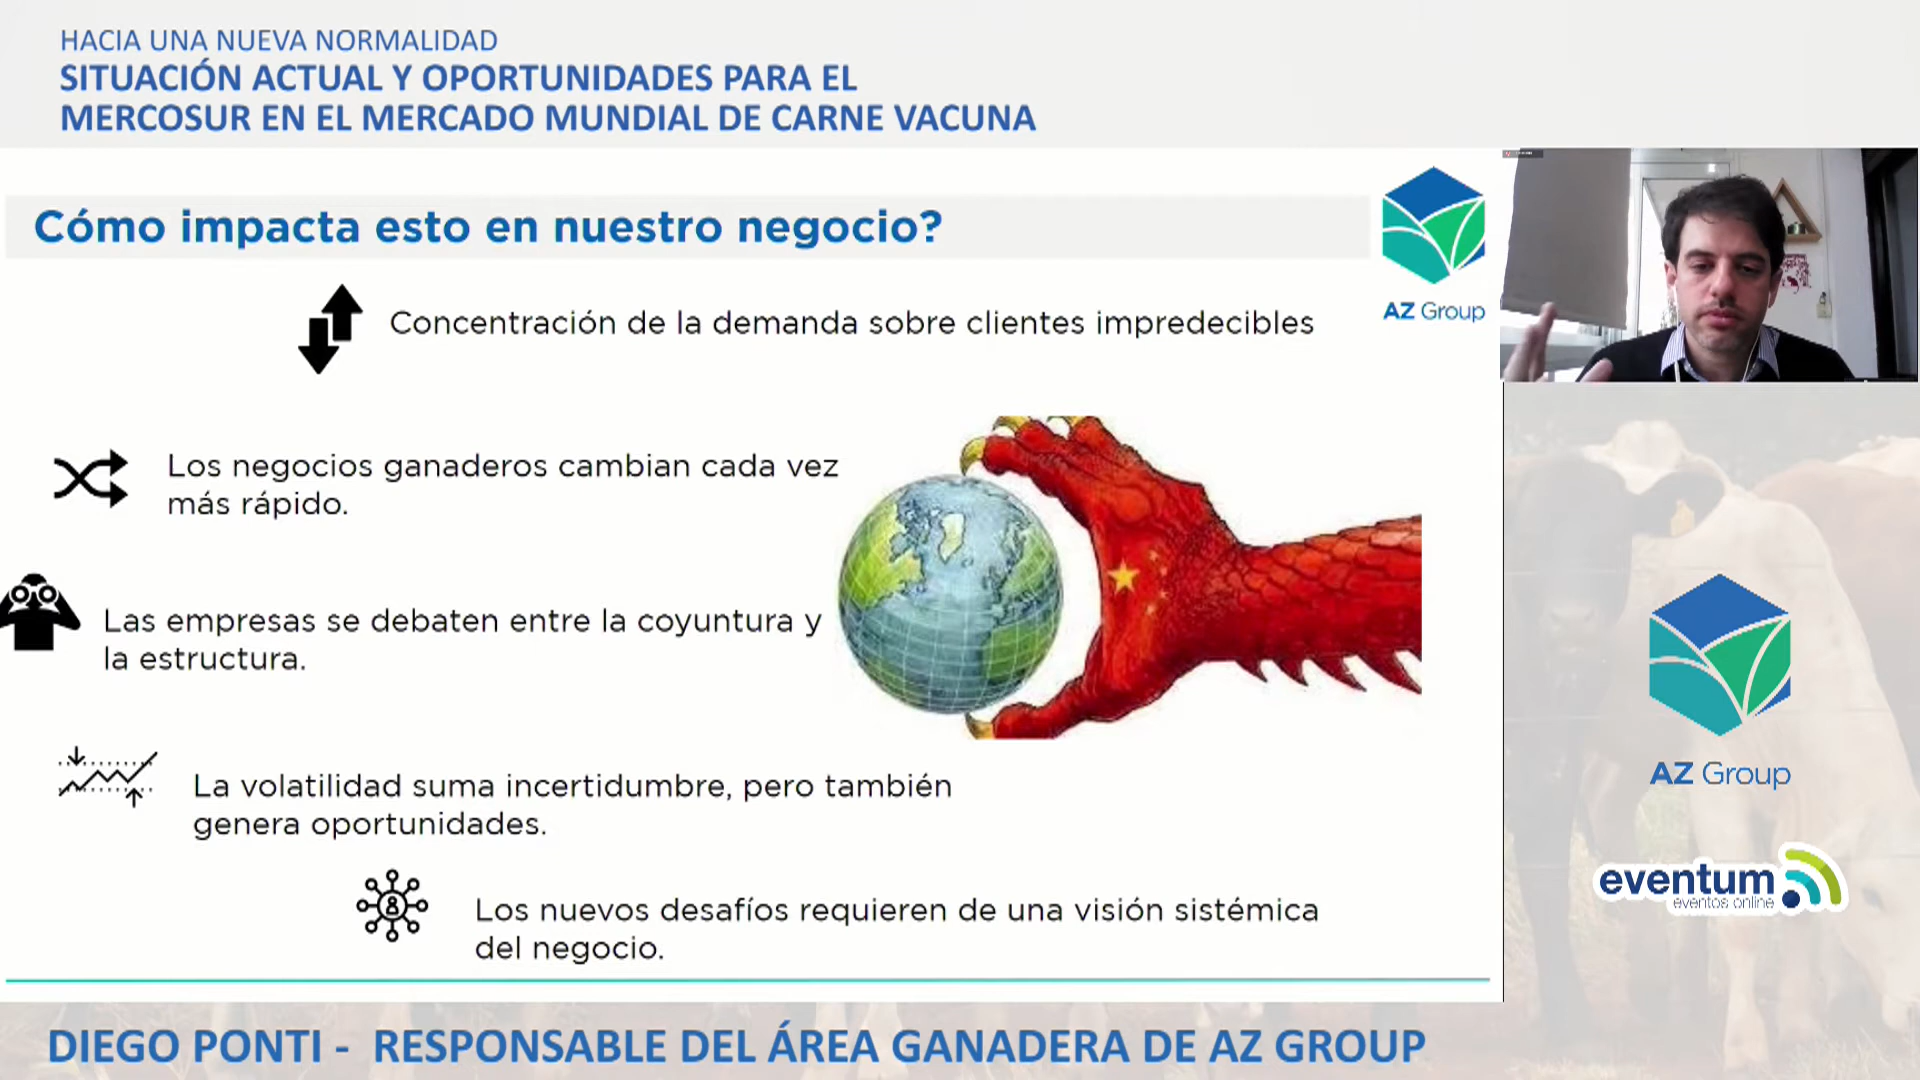 HACIA UNA NUEVA NORMALIDAD
SITUACIÓN ACTUAL Y OPORTUNIDADES PARA EL
MERCOSUR EN EL MERCADO MUNDIAL DE CARNE VACUNA
Cómo impacta esto en nuestro negocio?
AZ Group
Concentración de la demanda sobre clientes impredecibles
Los negocios ganaderos cambian cada vez
más rápido.
Las empresas se debaten entre la coyuntura y
la estructura.
La volatilidad suma incertidumbre, pero también
genera oportunidades.
Los nuevos desafíos requieren de una visión sistémica
del negocio.
AZ Group
eventum
eventos online
DIEGO PONTI - RESPONSABLE DEL ÁREA GANADERA DE AZ GROUP